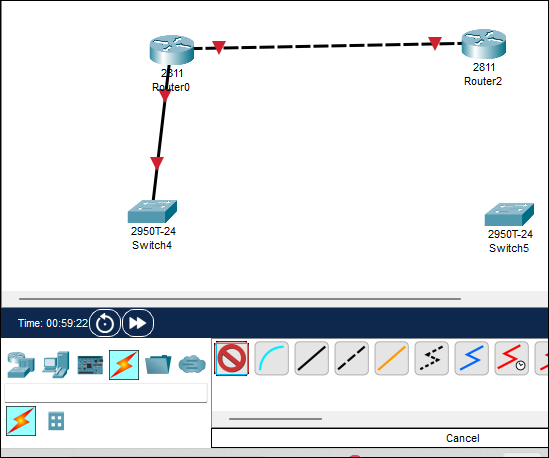 2811
Router0
2811
Router2
2950T-24
Switch4
2950T-24
Switch5
Time: 00:59:22
Cancel